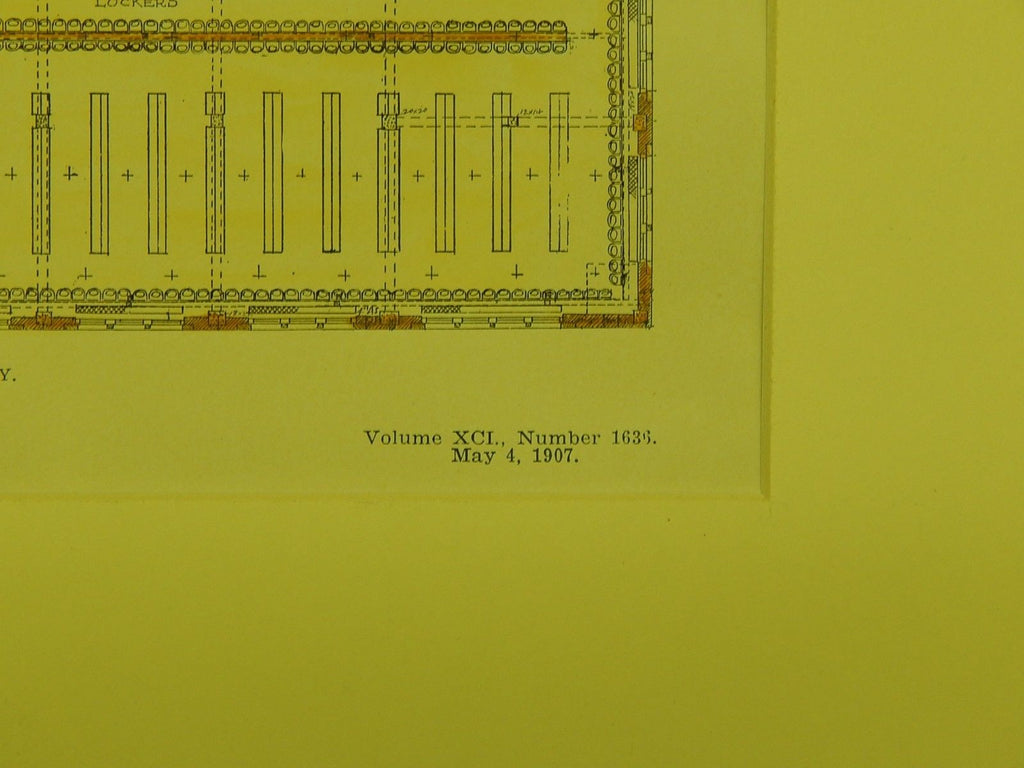 LOCKERS
Y.
Volume XCI., Number 1636.
May 4, 1907.